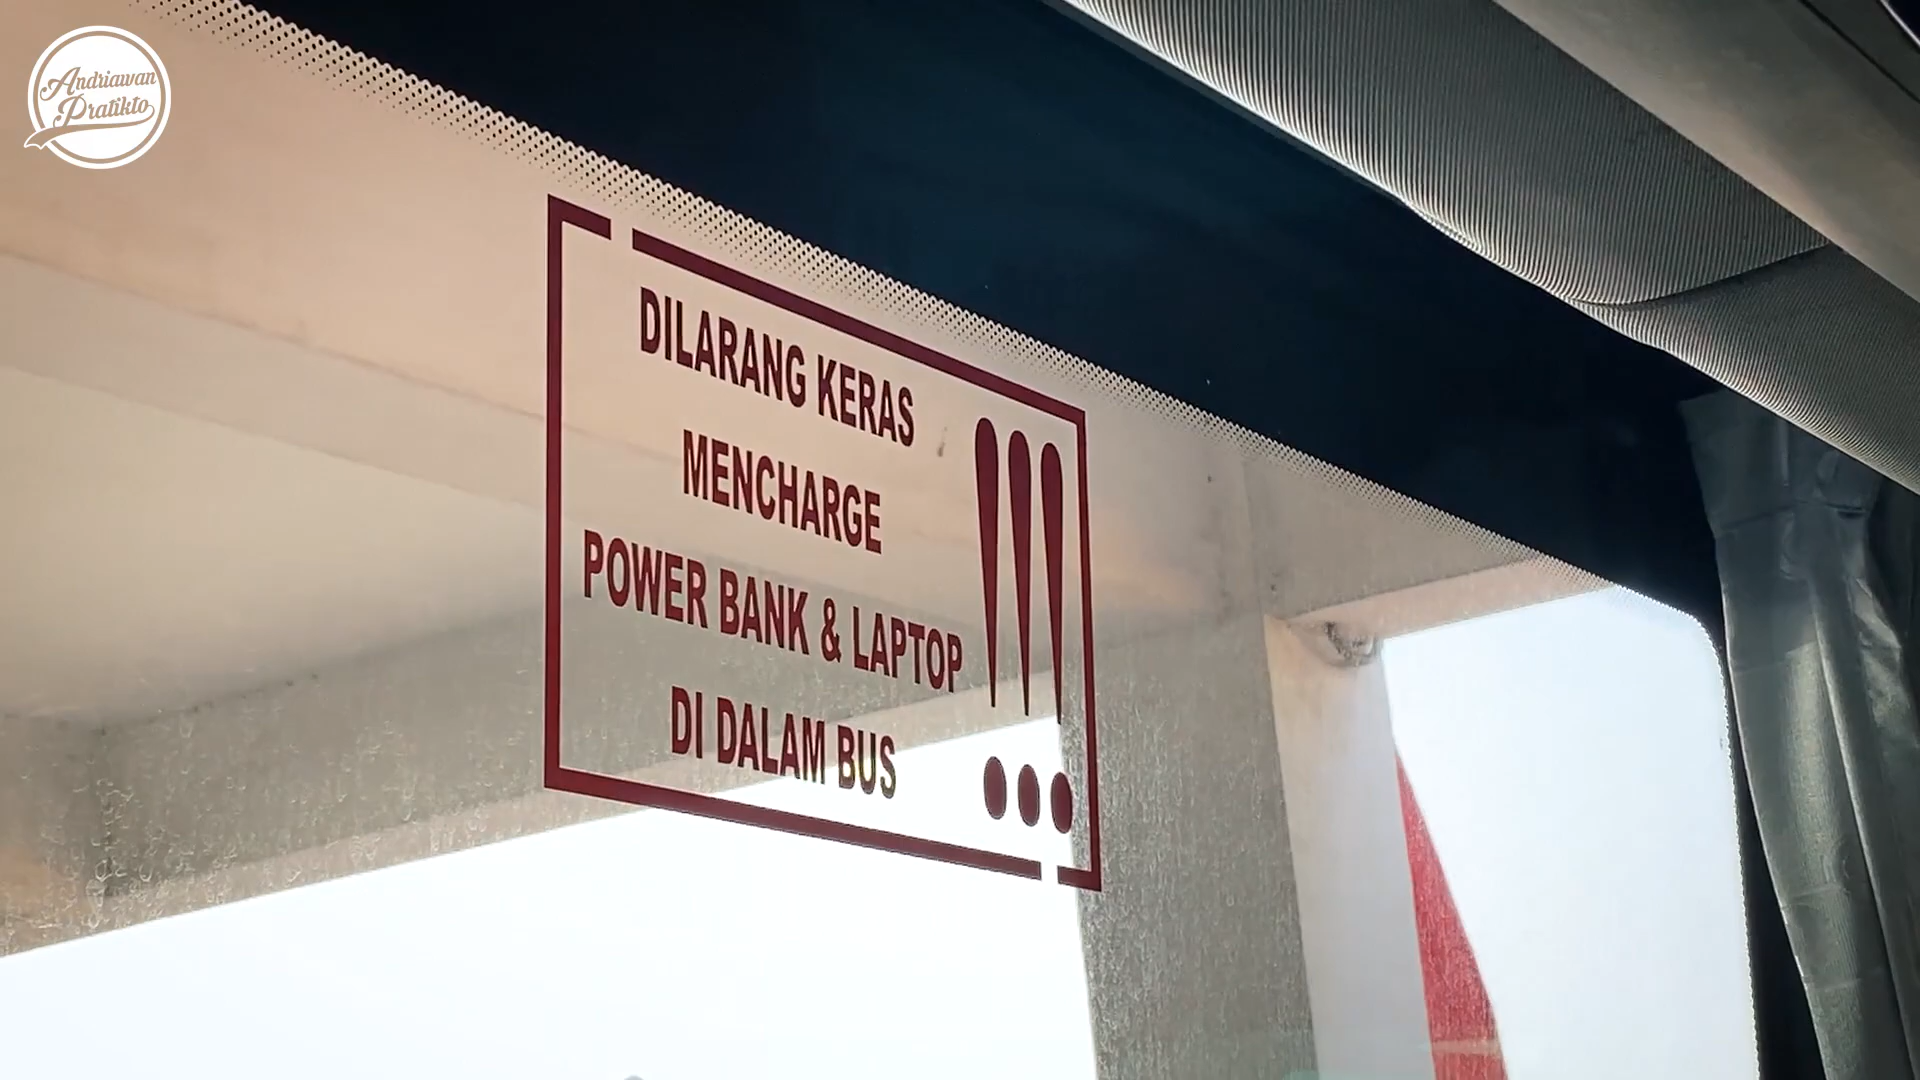 Andriawan
Pratikto
DILARANG KERAS
MENCHARGE
POWER BANK & LAPTOP
DI DALAM BUS
!!!